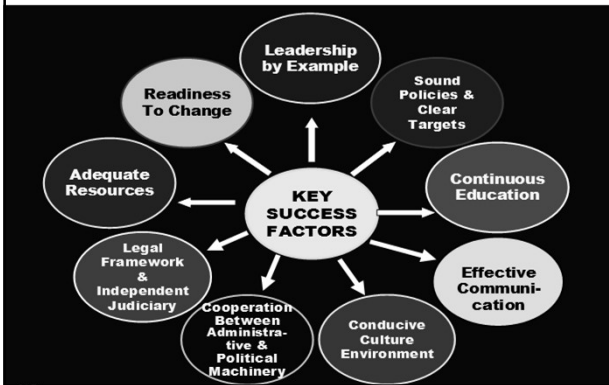 Leadership
by Example
Sound
Policies &
Clear
Targets
Continuous
Education
Effective
Communi-
cation
Conducive
Culture
Environment
Cooperation
Between
Administra-
tive &
Political
Machinery
Legal
Framework
&
Independent
Judiciary
Adequate
Resources
Readiness
To Change
KEY
SUCCESS
FACTORS